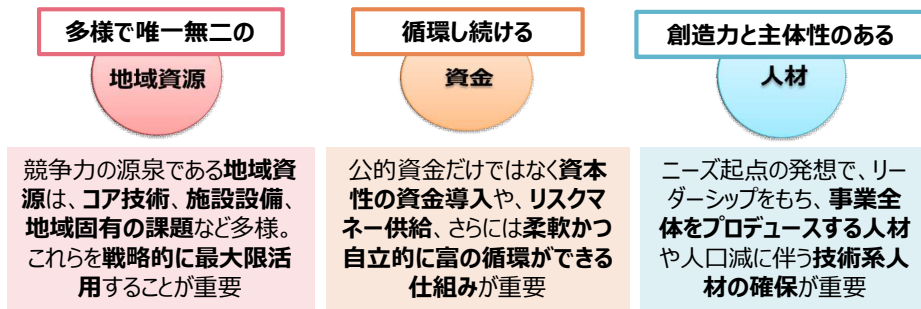 多様で唯一無二の
地域資源
競争力の源泉である地域資
源は、コア技術、施設設備、
地域固有の課題など多様。
これらを戦略的に最大限活
用することが重要
循環し続ける
資金
公的資金だけではなく資本
性の資金導入や、リスクマ
ネー供給、さらには柔軟かつ
自立的に富の循環ができる
仕組みが重要
創造力と主体性のある
人材
ニーズ起点の発想で、リー
ダーシップをもち、事業全
体をプロデュースする人材
や人口減に伴う技術系人
材の確保が重要